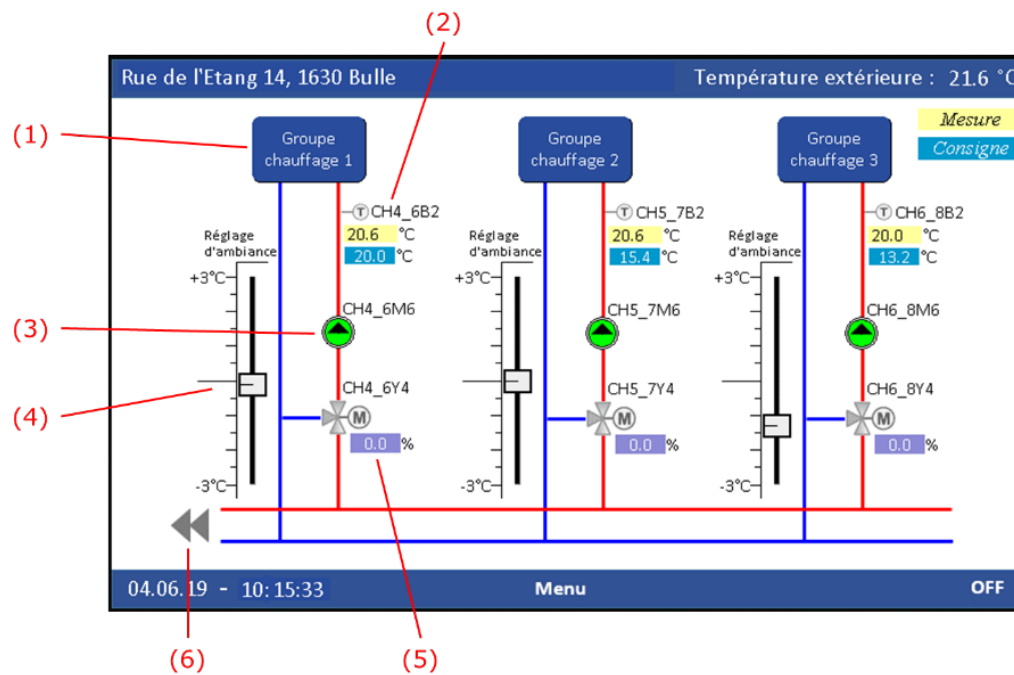 (2)
Rue de l'Etang 14, 1630 Bulle
Température extérieure : 21.6 °C
(1)
Groupe
chauffage 1
Groupe
chauffage 2
Groupe
chauffage 3
Mesure
Consigne
T CH4_6B2
20.6 °C
20.0 °C
T CH5_7B2
20.6 °C
15.4 °C
T CH6_8B2
20.0 °C
13.2 °C
Réglage
d'ambiance
+3°C
-3°C
Réglage
d'ambiance
+3°C
-3°C
Réglage
d'ambiance
+3°C
-3°C
(3)
CH4_6M6
CH5_7M6
CH6_8M6
(4)
CH4_6Y4
M
0.0 %
CH5_7Y4
M
0.0 %
CH6_8Y4
M
0.0 %
04.06.19 - 10:15:33
Menu
OFF
(6)
(5)